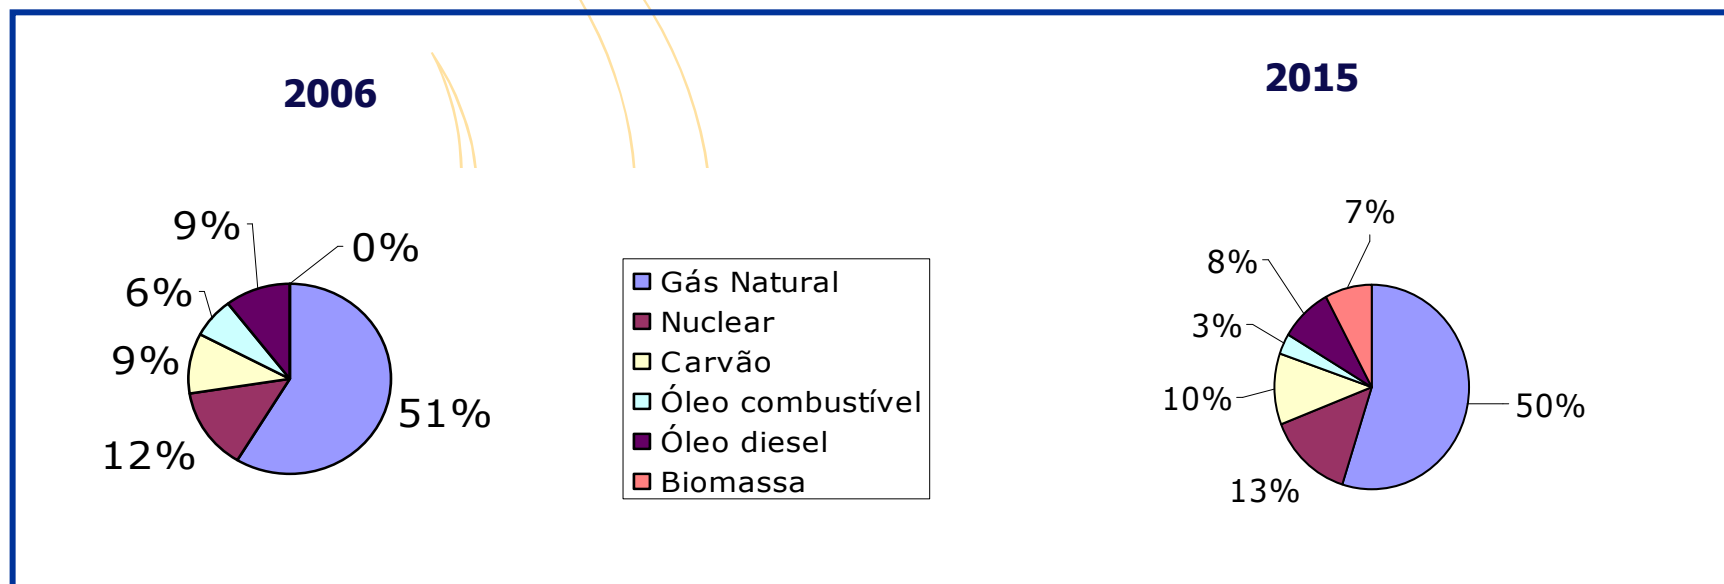 2006
9%
0%
6%
9%
12%
51%
Gás Natural
Nuclear
Carvão
Óleo combustível
Óleo diesel
Biomassa
2015
7%
8%
3%
10%
13%
50%